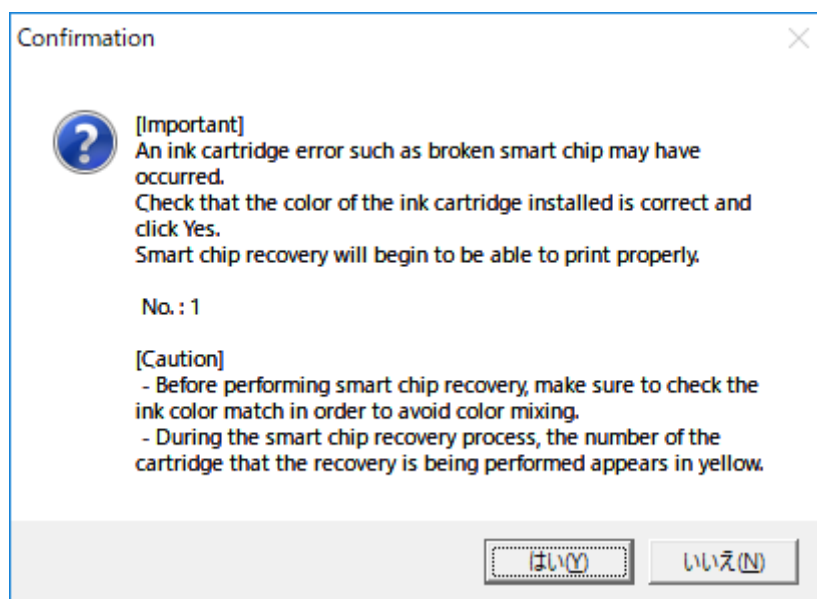 Confirmation
[Important]
An ink cartridge error such as broken smart chip may have
occurred.
Check that the color of the ink cartridge installed is correct and
click Yes.
Smart chip recovery will begin to be able to print properly.
No. : 1
[Caution]
- Before performing smart chip recovery, make sure to check the
ink color match in order to avoid color mixing.
- During the smart chip recovery process, the number of the
cartridge that the recovery is being performed appears in yellow.
はい(Y) いいえ(N)